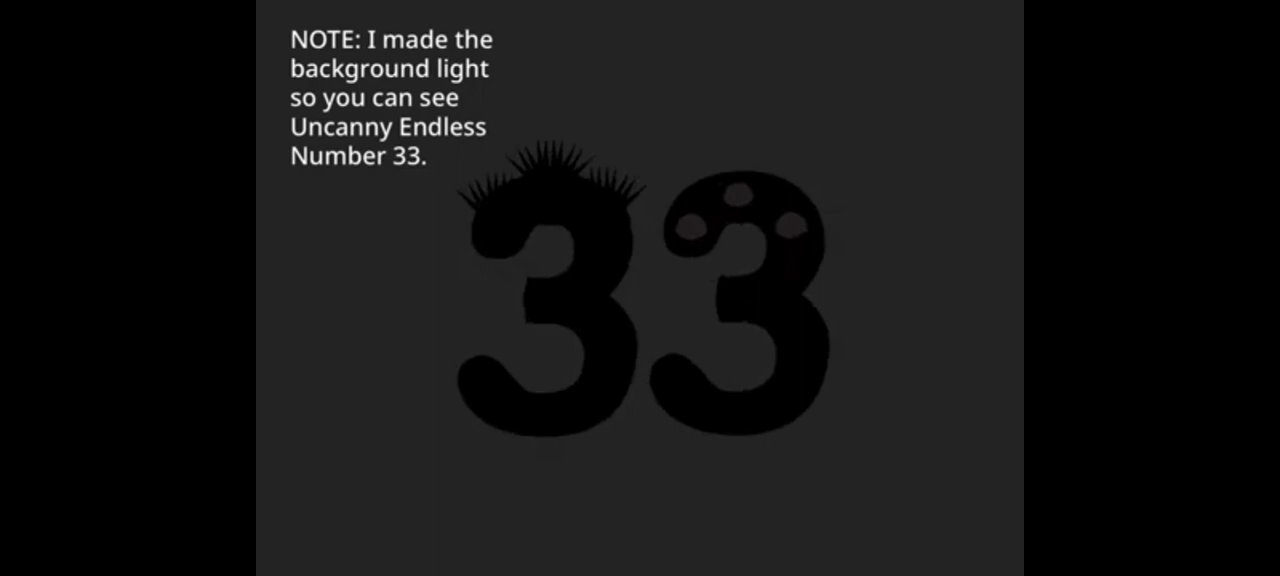 NOTE: I made the
background light
so you can see
Uncanny Endless
Number 33.
33